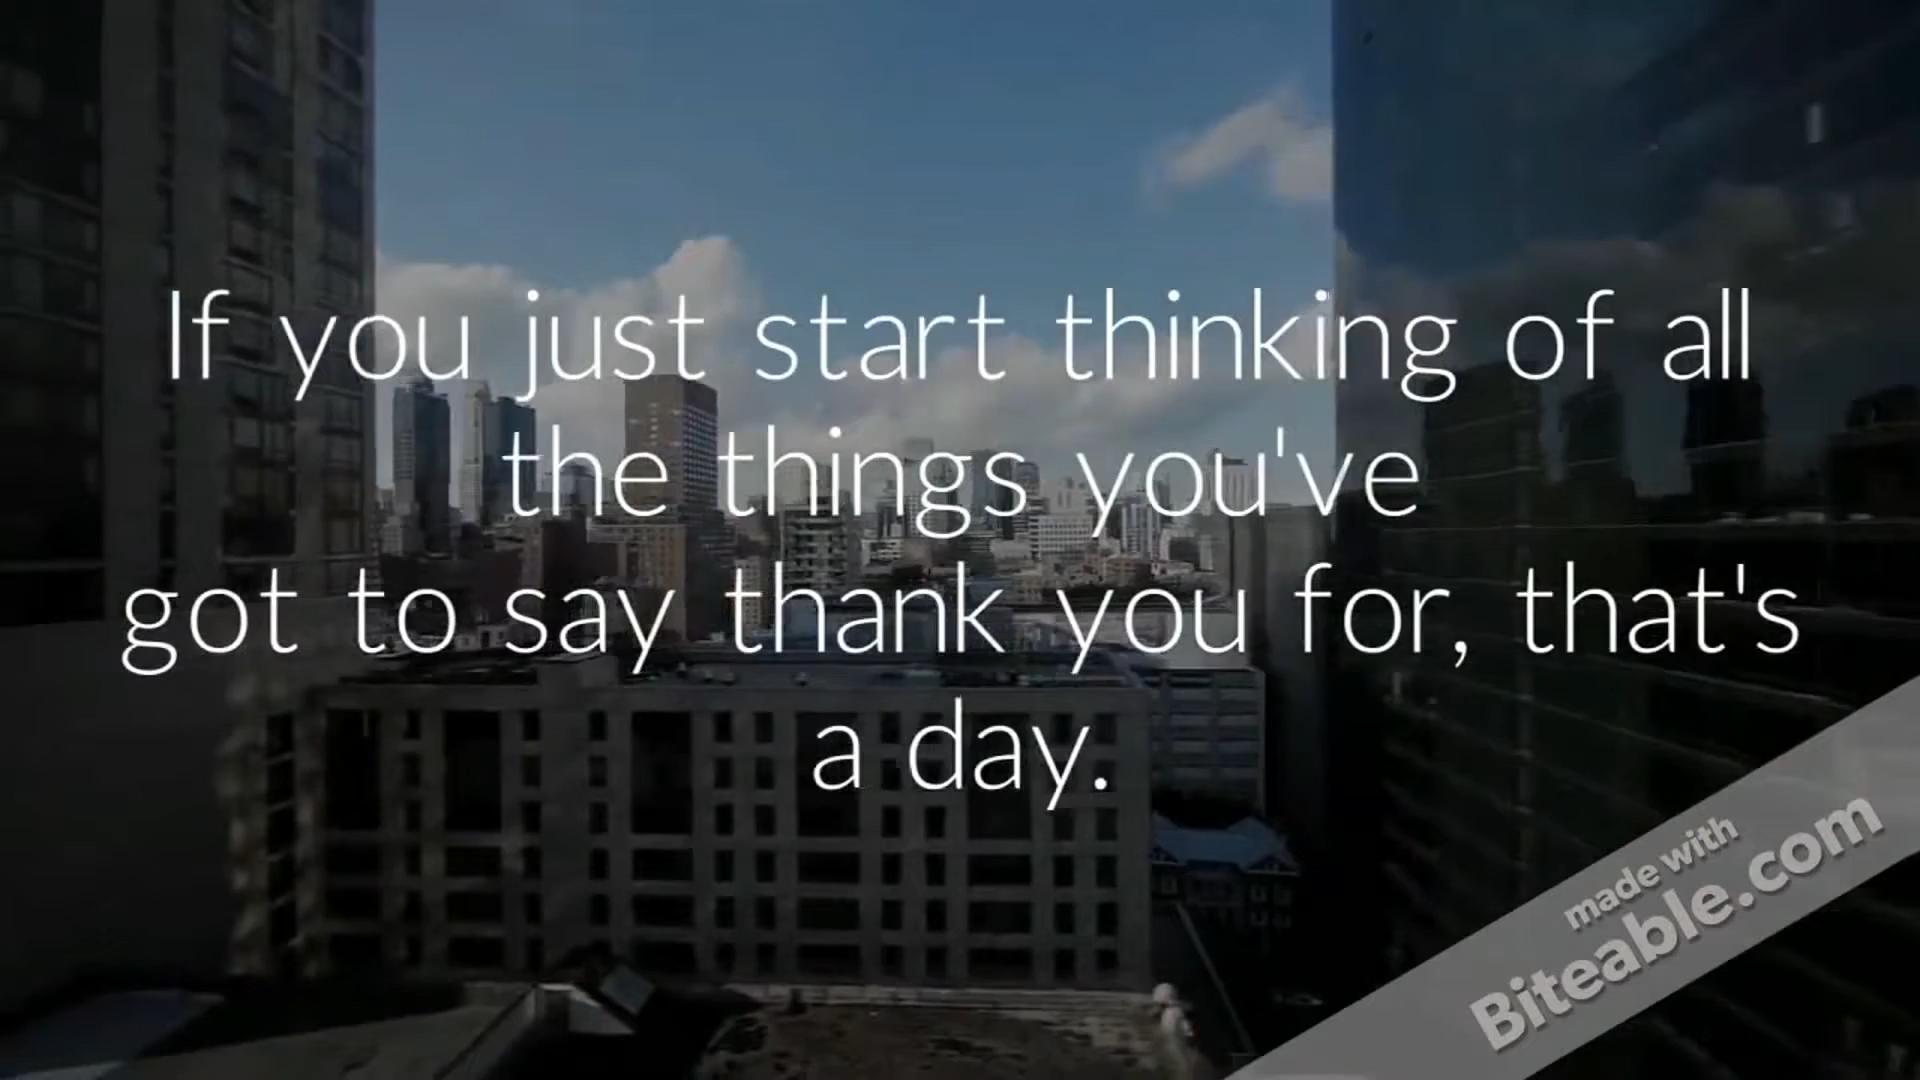 If you just start thinking of all
the things you've
got to say thank you for, that's
a day.
made with
Biteable.com